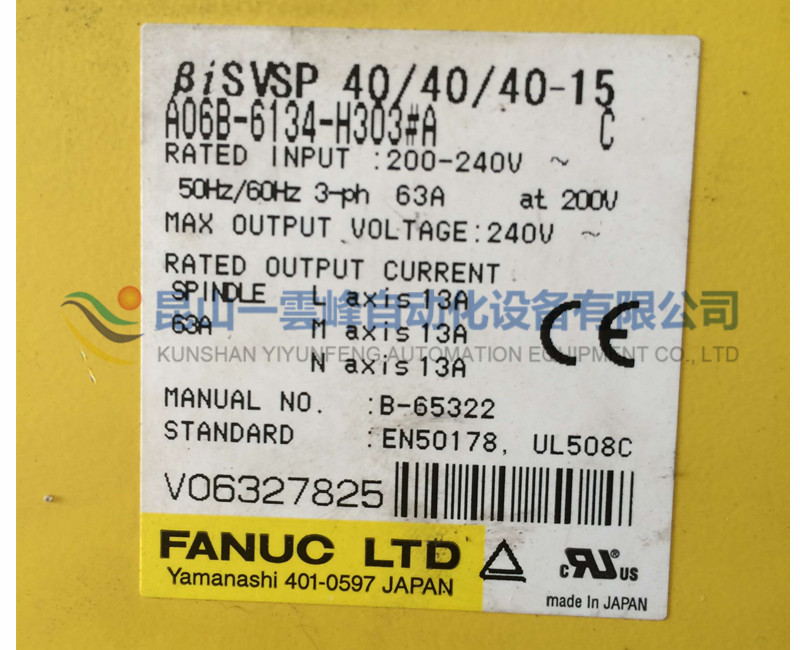 βiSVSP 40/40/40-15
A06B-6134-H303#A C
RATED INPUT :200-240V ~
50Hz/60Hz 3-ph 63A at 200V
MAX OUTPUT VOLTAGE:240V ~
RATED OUTPUT CURRENT
SPINDLE L axis 13A
63A M axis 13A
N axis 13A
昆山一雲峰自动化设备有限公司
KUNSHAN YIYUNFENG AUTOMATION EQUIPMENT CO., LTD
CE
MANUAL NO. :B-65322
STANDARD :EN50178, UL508C
V06327825
FANUC LTD
Yamanashi 401-0597 JAPAN
c RU® US
made In JAPAN